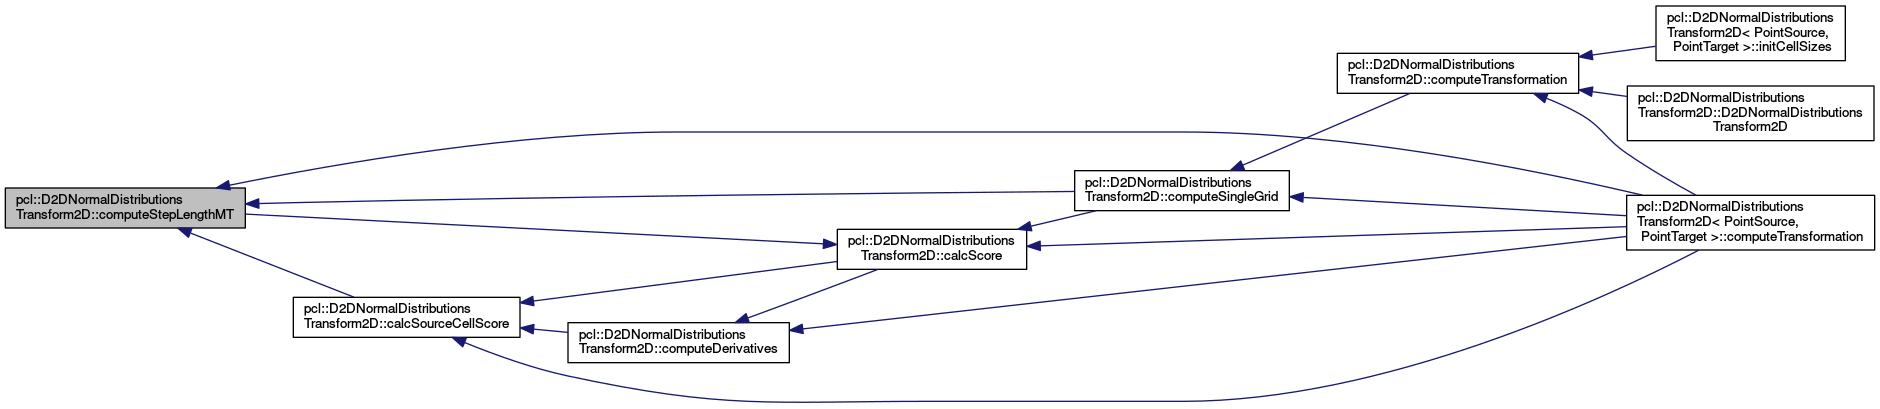 pcl::D2DNormalDistributions
Transform2D::computeStepLengthMT
pcl::D2DNormalDistributions
Transform2D::calcSourceCellScore
pcl::D2DNormalDistributions
Transform2D::computeDerivatives
pcl::D2DNormalDistributions
Transform2D::calcScore
pcl::D2DNormalDistributions
Transform2D::computeSingleGrid
pcl::D2DNormalDistributions
Transform2D::computeTransformation
pcl::D2DNormalDistributions
Transform2D< PointSource,
PointTarget >::initCellSizes
pcl::D2DNormalDistributions
Transform2D::D2DNormalDistributions
Transform2D
pcl::D2DNormalDistributions
Transform2D< PointSource,
PointTarget >::computeTransformation